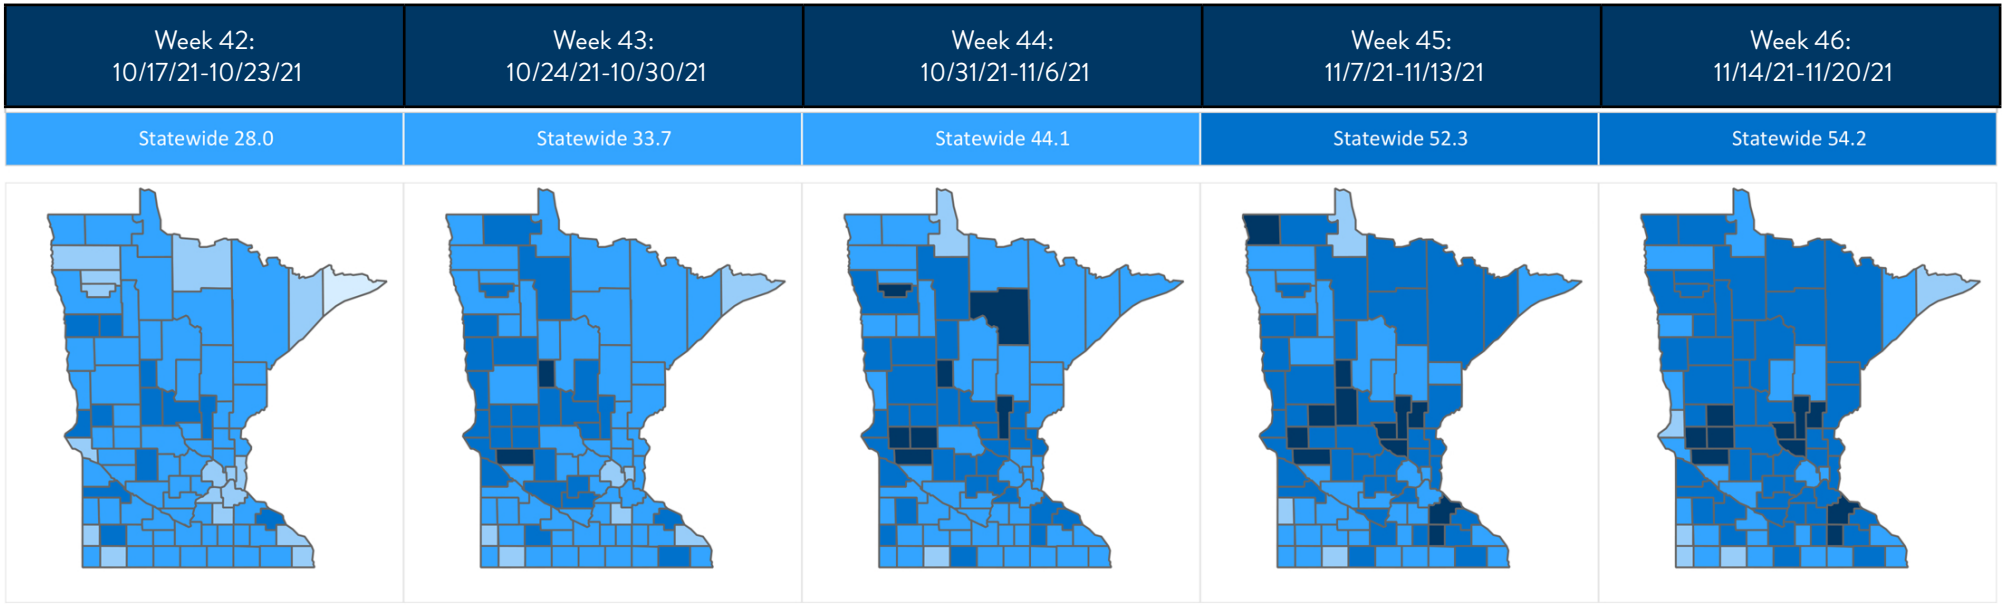 Week 42:
10/17/21-10/23/21
Week 43:
10/24/21-10/30/21
Week 44:
10/31/21-11/6/21
Week 45:
11/7/21-11/13/21
Week 46:
11/14/21-11/20/21
Statewide 28.0
Statewide 33.7
Statewide 44.1
Statewide 52.3
Statewide 54.2